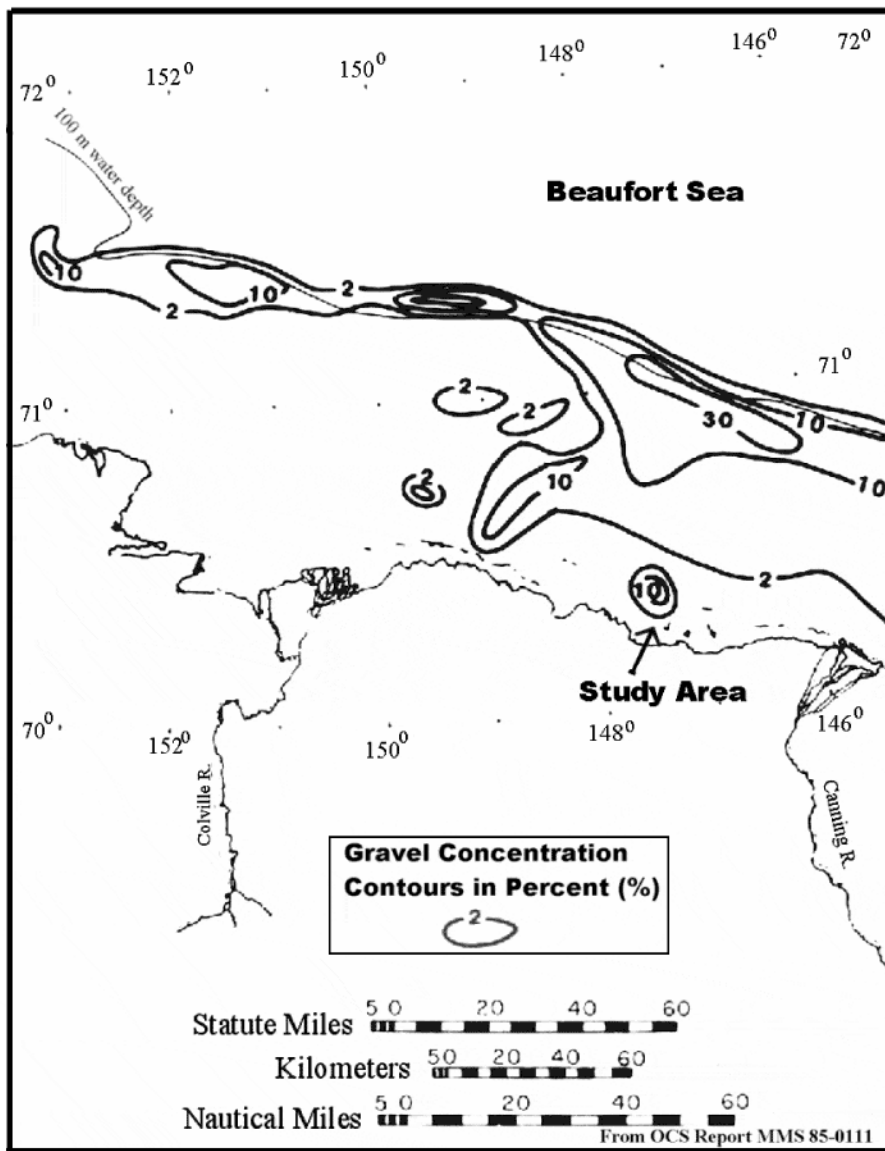 148⁰
146⁰
72⁰
150⁰
152⁰
72⁰
100 m water depth
Beaufort Sea
10
10
2
2
71⁰
2
71⁰
2
30
10
2
10
10
2
10
Study Area
70⁰
152⁰
150⁰
148⁰
146⁰
Colville R.
Canning R.
Gravel Concentration
Contours in Percent (%)
2
5 0 20 40 60
Statute Miles
50 20 40 60
Kilometers
5 0 20 40 60
Nautical Miles
From OCS Report MMS 85-0111